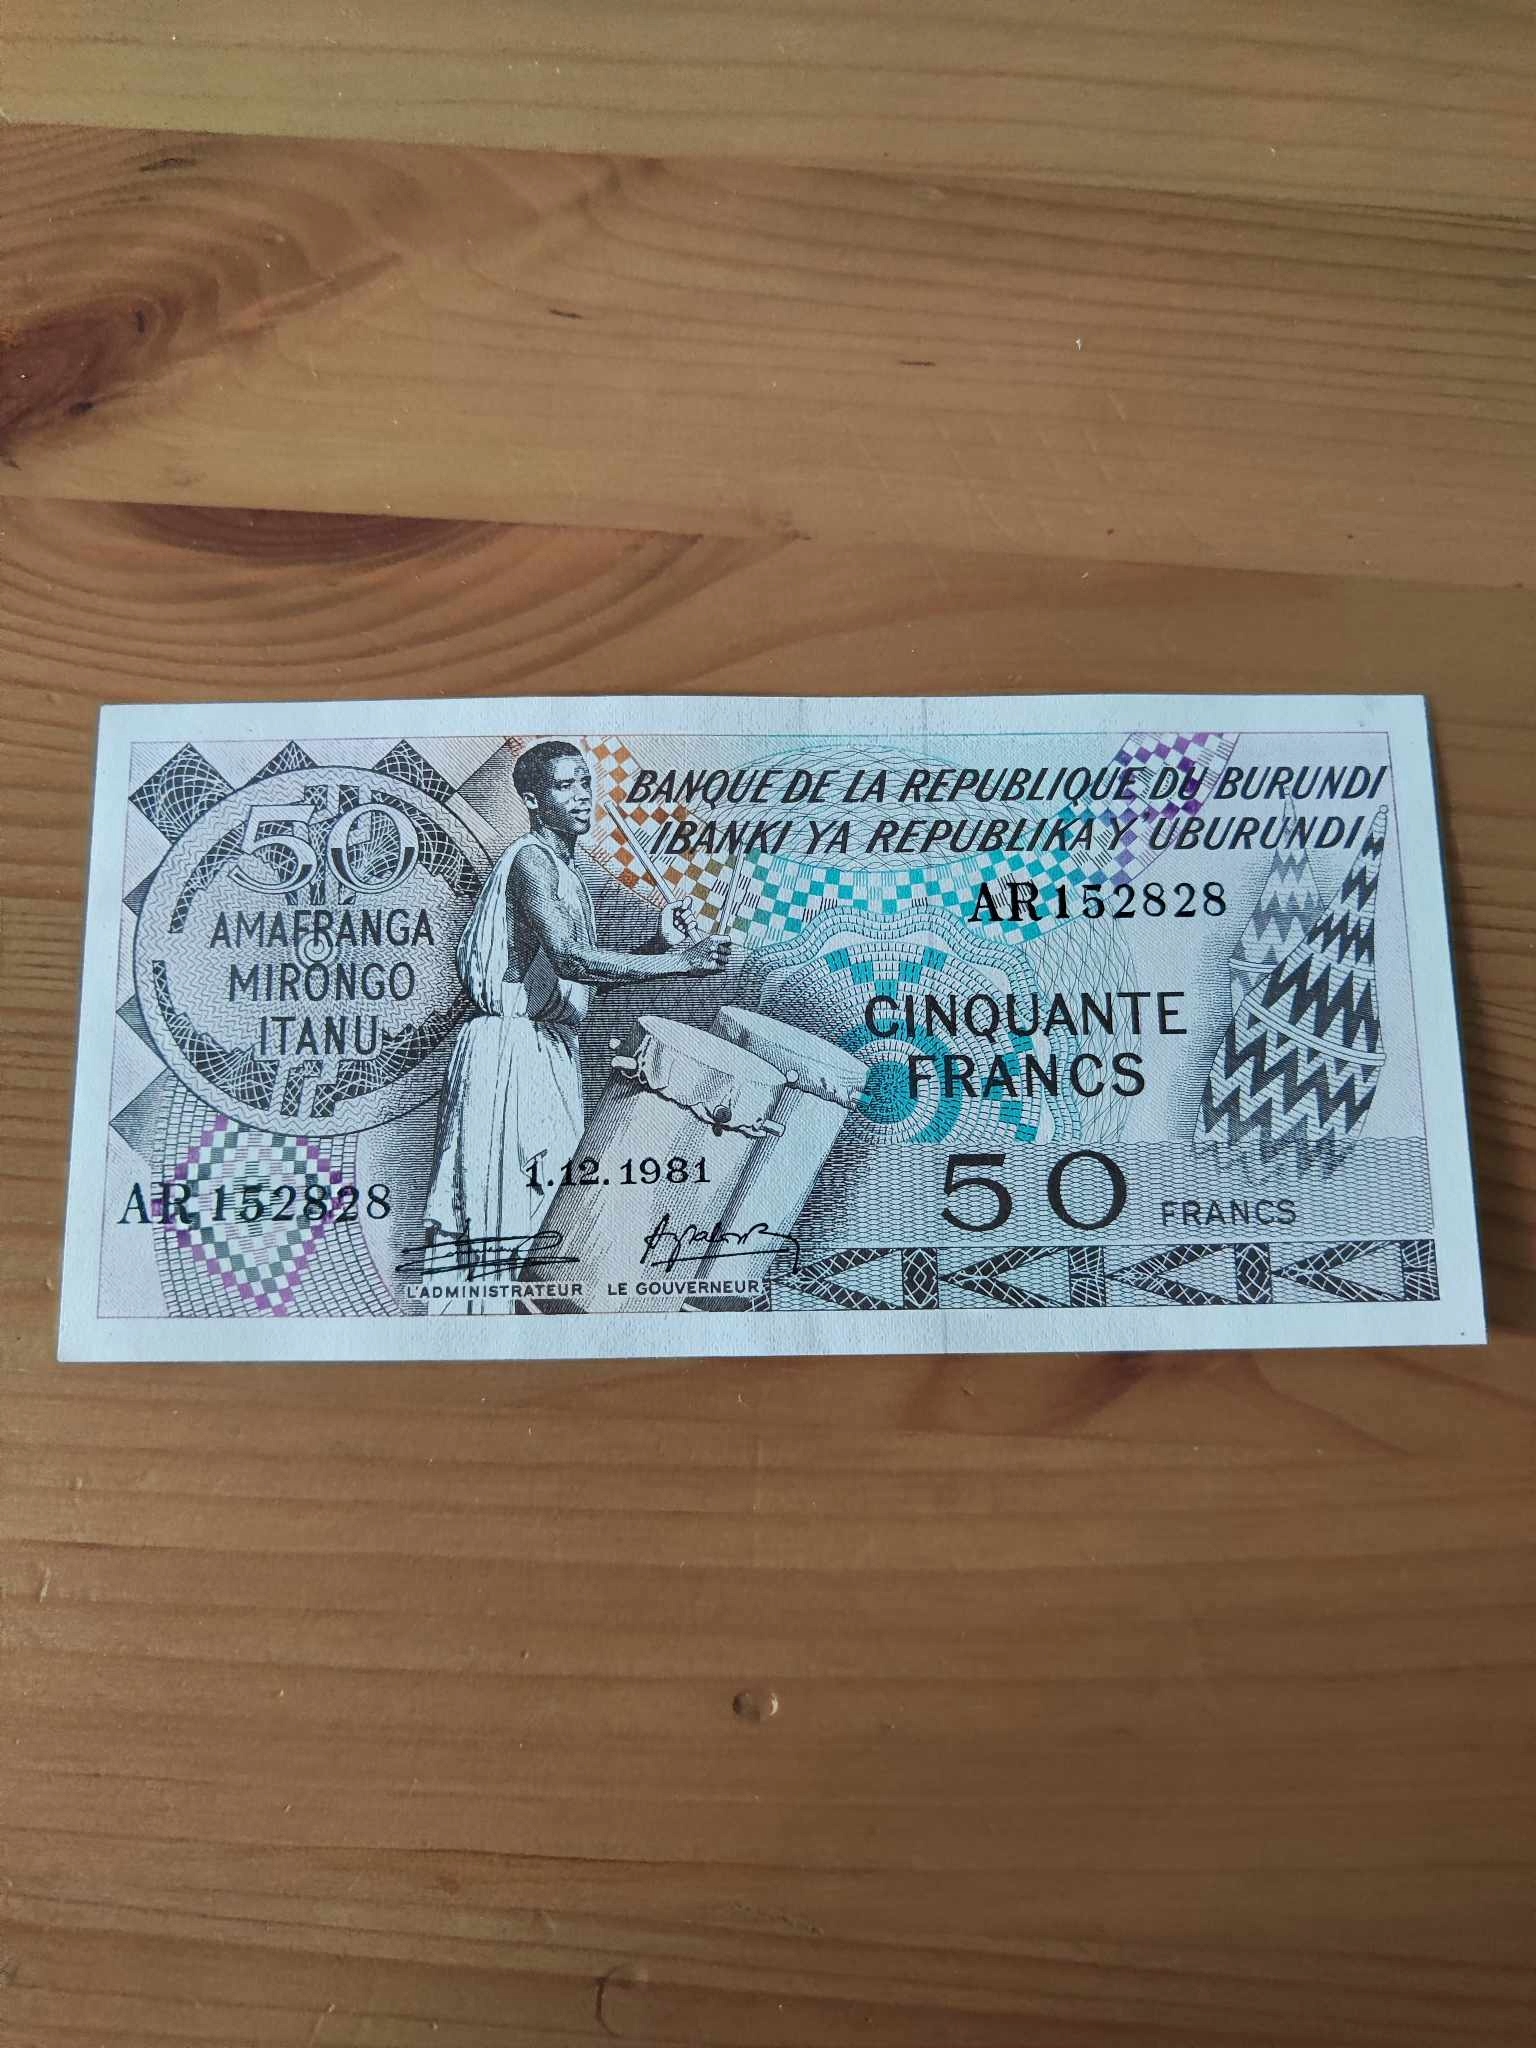 BANQUE DE LA REPUBLIQUE DU BURUNDI
IBANKI YA REPUBLIKA Y'UBURUNDI
50
AMAFRANGA
MIRONGO
ITANU
AR152828
CINQUANTE
FRANCS
1.12.1981
AR152828
50 FRANCS
L'ADMINISTRATEUR LE GOUVERNEUR